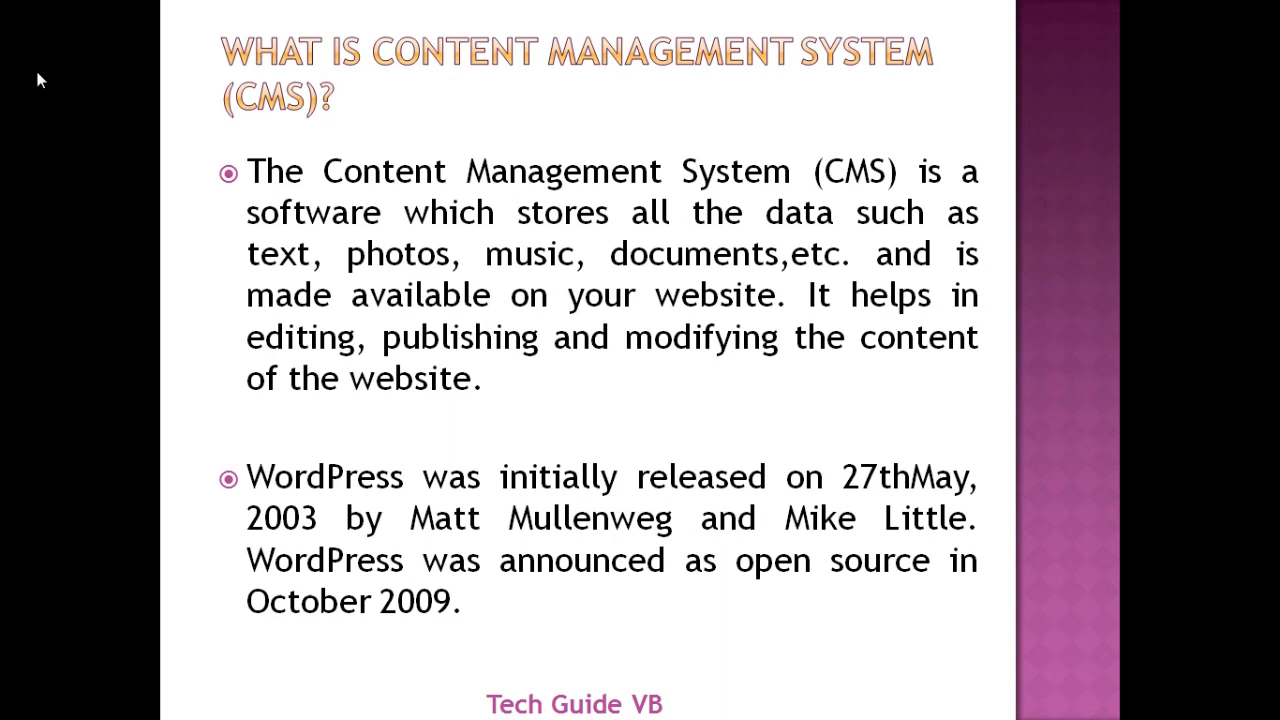 WHAT IS CONTENT MANAGEMENT SYSTEM
(CMS)?
The Content Management System (CMS) is a
software which stores all the data such as
text, photos, music, documents,etc. and is
made available on your website. It helps in
editing, publishing and modifying the content
of the website.
WordPress was initially released on 27thMay,
2003 by Matt Mullenweg and Mike Little.
WordPress was announced as open source in
October 2009.
Tech Guide VB